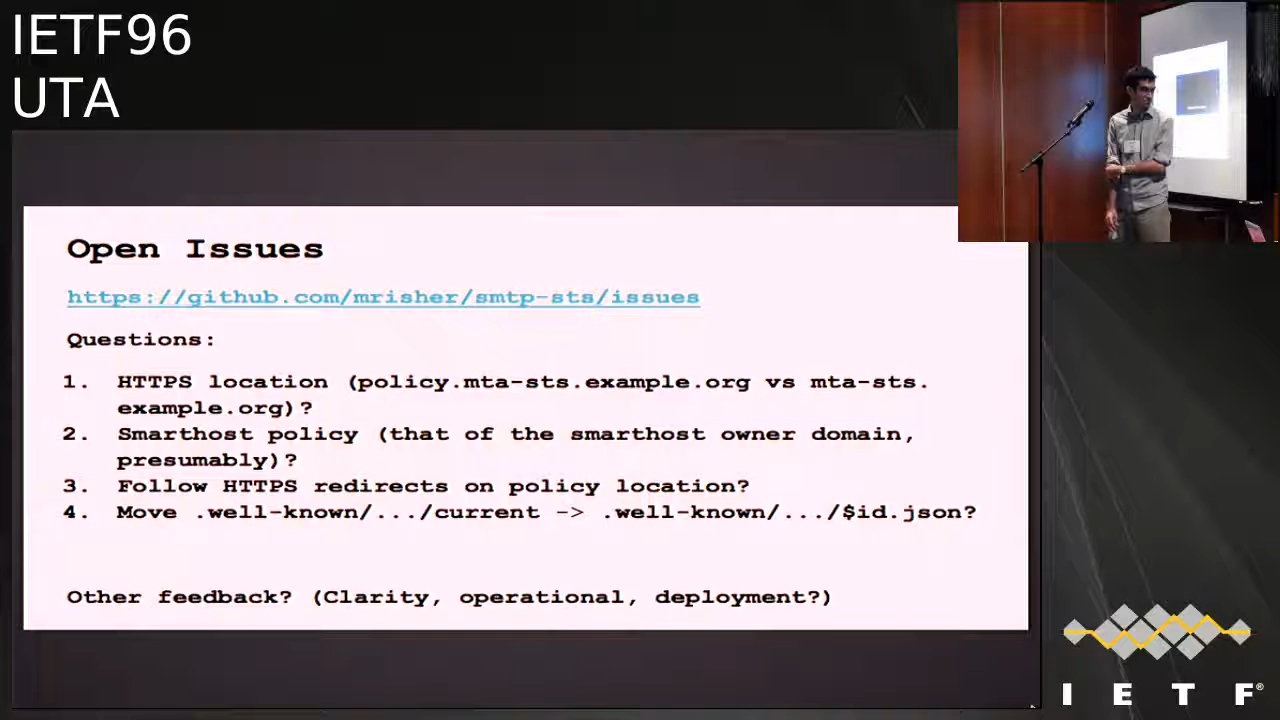 IETF96
UTA
Open Issues
https://github.com/mrisher/smtp-sts/issues
Questions:
1. HTTPS location (policy.mta-sts.example.org vs mta-sts.
example.org)?
2. Smarthost policy (that of the smarthost owner domain,
presumably)?
3. Follow HTTPS redirects on policy location?
4. Move .well-known/.../current -> .well-known/.../$id.json?
Other feedback? (Clarity, operational, deployment?)
I E T F®